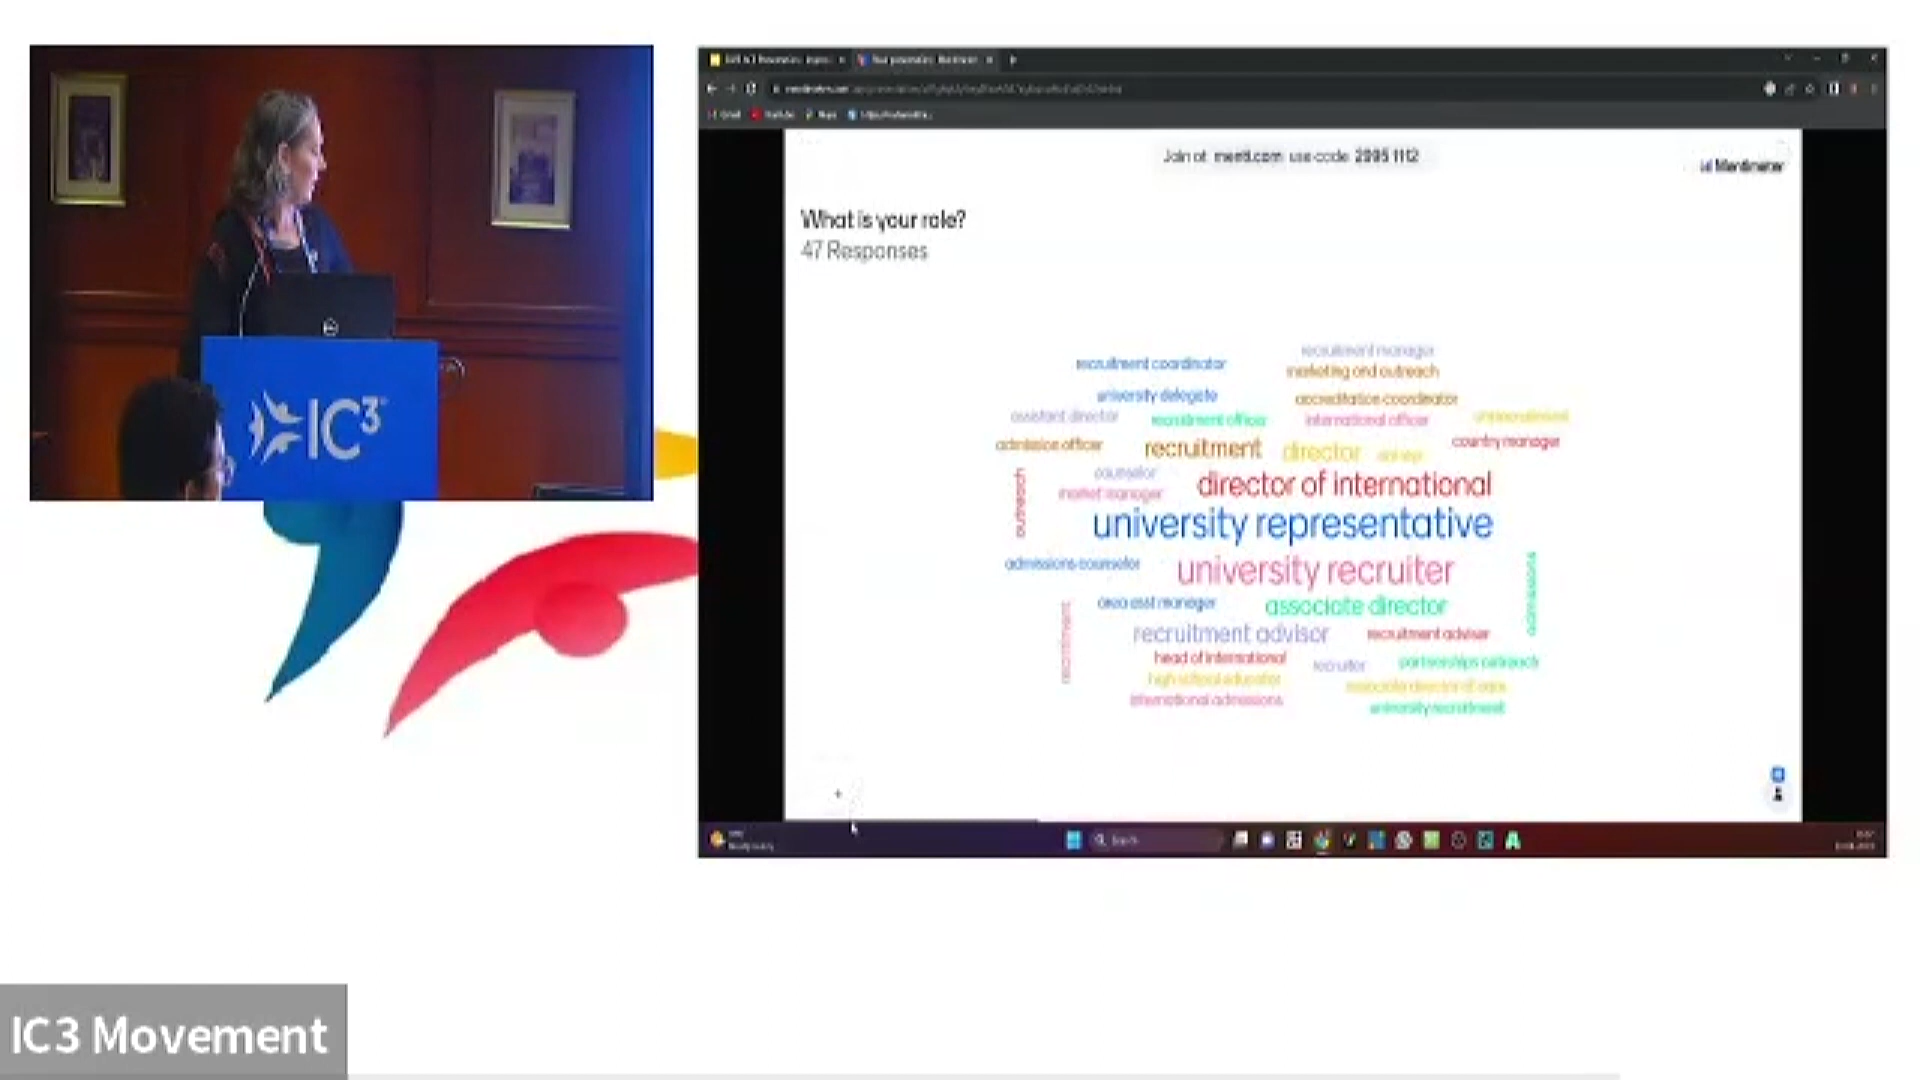 IC3
Join at menti.com use code 2995 1112
Mentimeter
What is your role?
47 Responses
recruitment manager
recruitment coordinator
marketing and outreach
university delegate
accreditation coordinator
assistant director
recruitment officer
international officer
admission officer
recruitment
director
country manager
counselor
director of international
market manager
outreach
university representative
admissions counselor
university recruiter
admissions
area asst manager
associate director
recruitment advisor
recruitment adviser
head of international
recruiter
partnerships outreach
high school educator
international admissions
university recruitment
Search
IC3 Movement